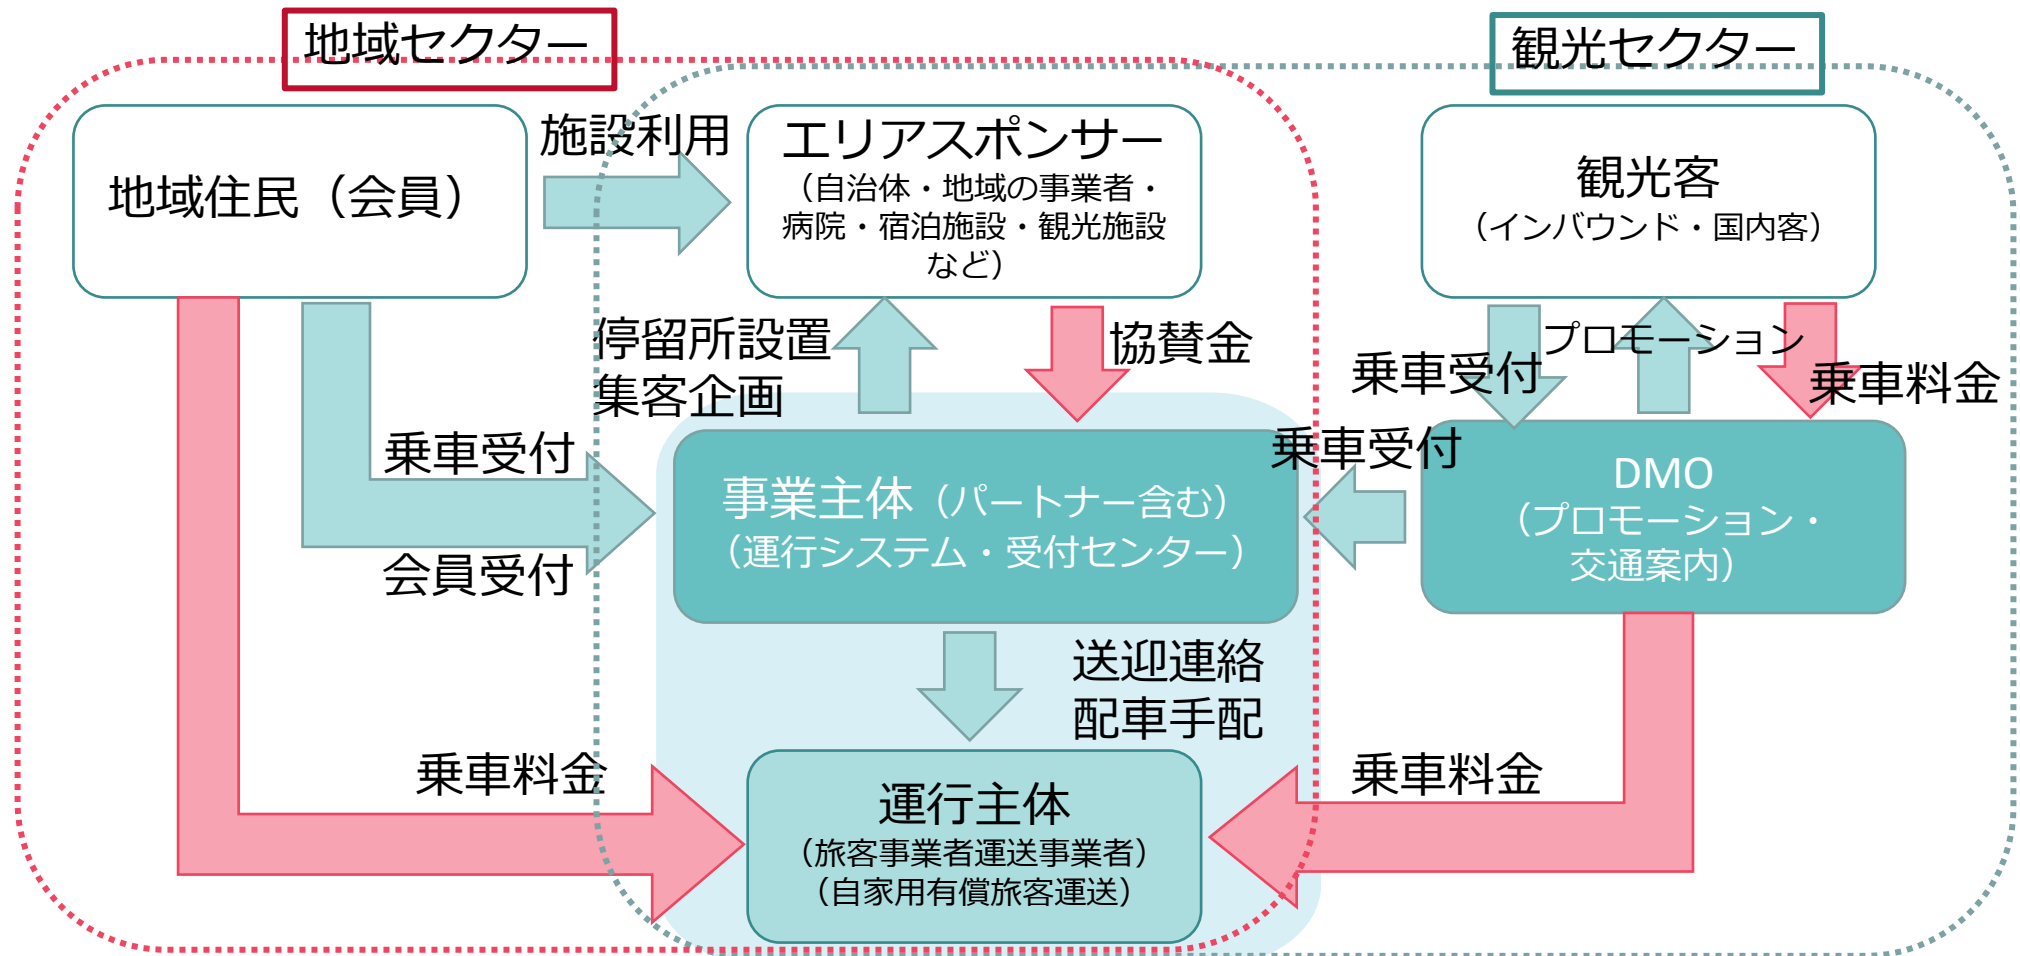 地域セクター
観光セクター
地域住民（会員）
施設利用
エリアスポンサー
（自治体・地域の事業者・
病院・宿泊施設・観光施設
など）
観光客
（インバウンド・国内客）
停留所設置
集客企画
協賛金
プロモーション
乗車受付
乗車料金
乗車受付
会員受付
乗車受付
事業主体（パートナー含む）
（運行システム・受付センター）
DMO
（プロモーション・
交通案内）
送迎連絡
配車手配
乗車料金
乗車料金
運行主体
（旅客事業者運送事業者）
（自家用有償旅客運送）